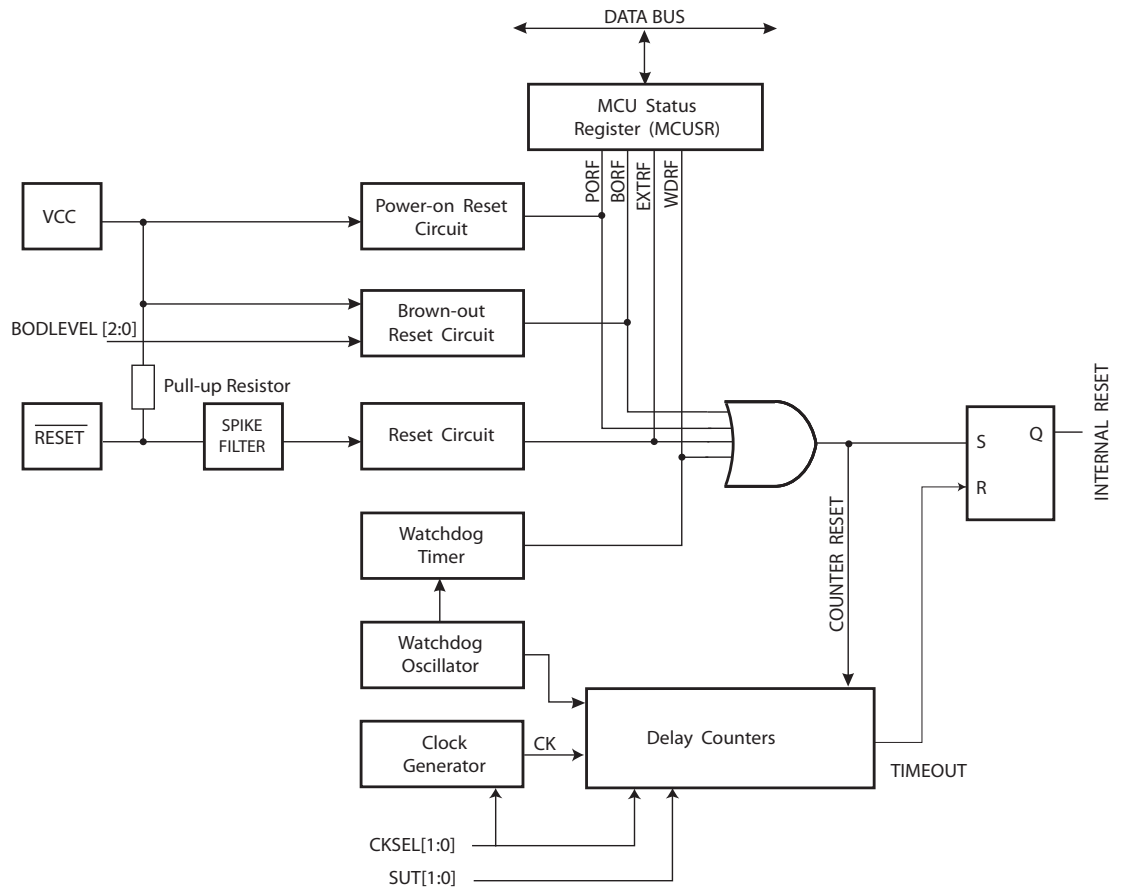 DATA BUS
MCU Status
Register (MCUSR)
PORF
BORF
EXTRF
WDRF
VCC
Power-on Reset
Circuit
Brown-out
Reset Circuit
BODLEVEL [2:0]
Pull-up Resistor
RESET
SPIKE
FILTER
Reset Circuit
S
Q
R
INTERNAL RESET
Watchdog
Timer
COUNTER RESET
Watchdog
Oscillator
Clock
Generator
CK
Delay Counters
TIMEOUT
CKSEL[1:0]
SUT[1:0]